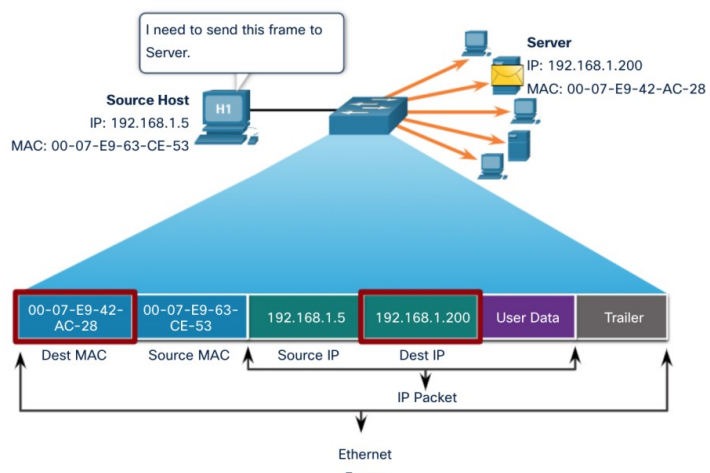 I need to send this frame to
Server.
Server
IP: 192.168.1.200
MAC: 00-07-E9-42-AC-28
Source Host
IP: 192.168.1.5
MAC: 00-07-E9-63-CE-53
H1
00-07-E9-42-
AC-28
00-07-E9-63-
CE-53
192.168.1.5
192.168.1.200
User Data
Trailer
Dest MAC
Source MAC
Source IP
Dest IP
IP Packet
Ethernet